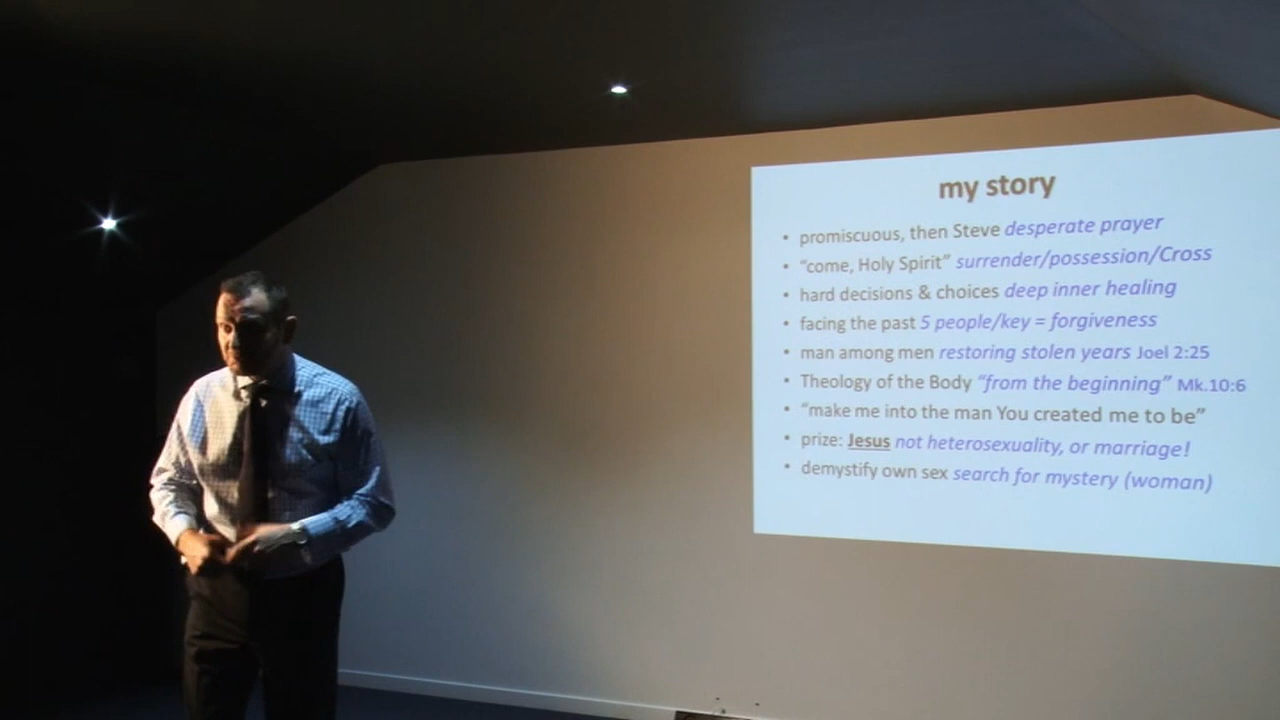 my story
• promiscuous, then Steve desperate prayer
• “come, Holy Spirit” surrender/possession/Cross
• hard decisions & choices deep inner healing
• facing the past 5 people/key = forgiveness
• man among men restoring stolen years Joel 2:25
• Theology of the Body “from the beginning” Mk.10:6
• “make me into the man You created me to be”
• prize: Jesus not heterosexuality, or marriage!
• demystify own sex search for mystery (woman)